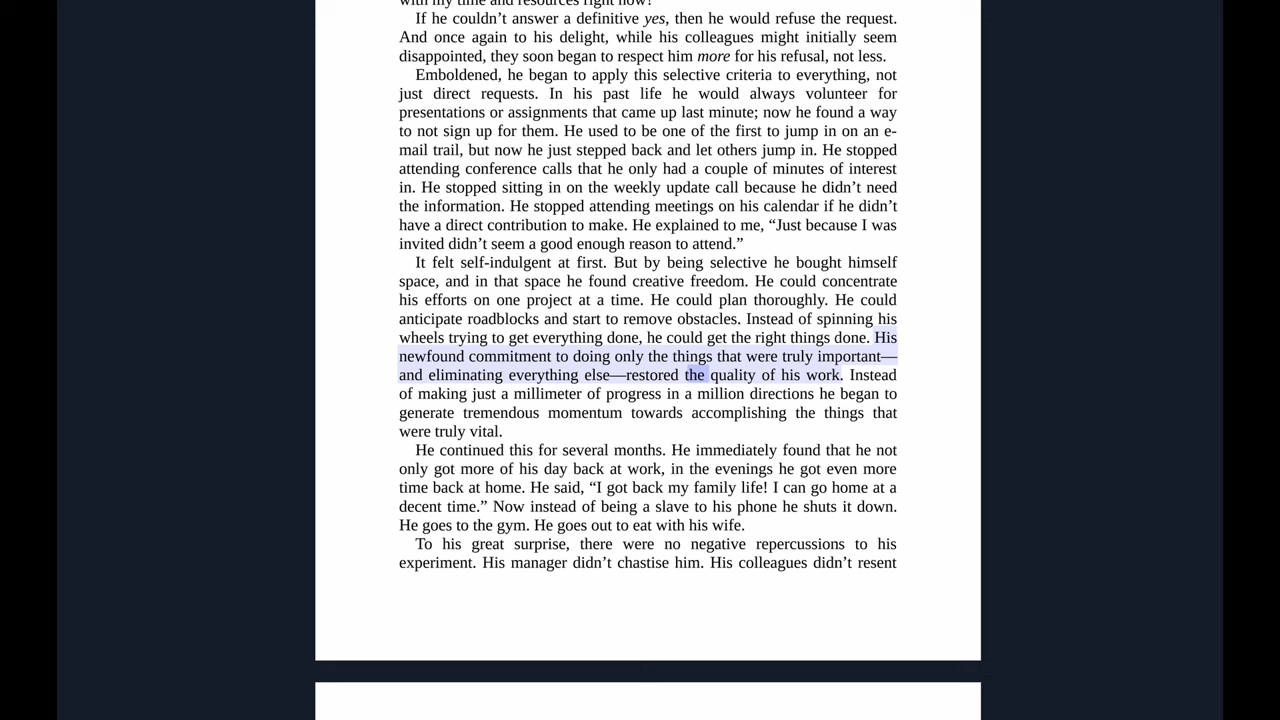 with my time and resources right now?
If he couldn’t answer a definitive yes, then he would refuse the request.
And once again to his delight, while his colleagues might initially seem
disappointed, they soon began to respect him more for his refusal, not less.
Emboldened, he began to apply this selective criteria to everything, not
just direct requests. In his past life he would always volunteer for
presentations or assignments that came up last minute; now he found a way
to not sign up for them. He used to be one of the first to jump in on an e-
mail trail, but now he just stepped back and let others jump in. He stopped
attending conference calls that he only had a couple of minutes of interest
in. He stopped sitting in on the weekly update call because he didn’t need
the information. He stopped attending meetings on his calendar if he didn’t
have a direct contribution to make. He explained to me, “Just because I was
invited didn’t seem a good enough reason to attend.”
It felt self-indulgent at first. But by being selective he bought himself
space, and in that space he found creative freedom. He could concentrate
his efforts on one project at a time. He could plan thoroughly. He could
anticipate roadblocks and start to remove obstacles. Instead of spinning his
wheels trying to get everything done, he could get the right things done. His
newfound commitment to doing only the things that were truly important—
and eliminating everything else—restored the quality of his work. Instead
of making just a millimeter of progress in a million directions he began to
generate tremendous momentum towards accomplishing the things that
were truly vital.
He continued this for several months. He immediately found that he not
only got more of his day back at work, in the evenings he got even more
time back at home. He said, “I got back my family life! I can go home at a
decent time.” Now instead of being a slave to his phone he shuts it down.
He goes to the gym. He goes out to eat with his wife.
To his great surprise, there were no negative repercussions to his
experiment. His manager didn’t chastise him. His colleagues didn’t resent